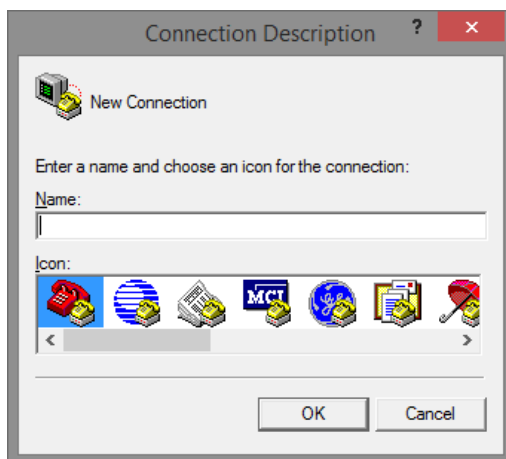 Connection Description
?
New Connection
Enter a name and choose an icon for the connection:
Name:
Icon:
MCI
OK
Cancel